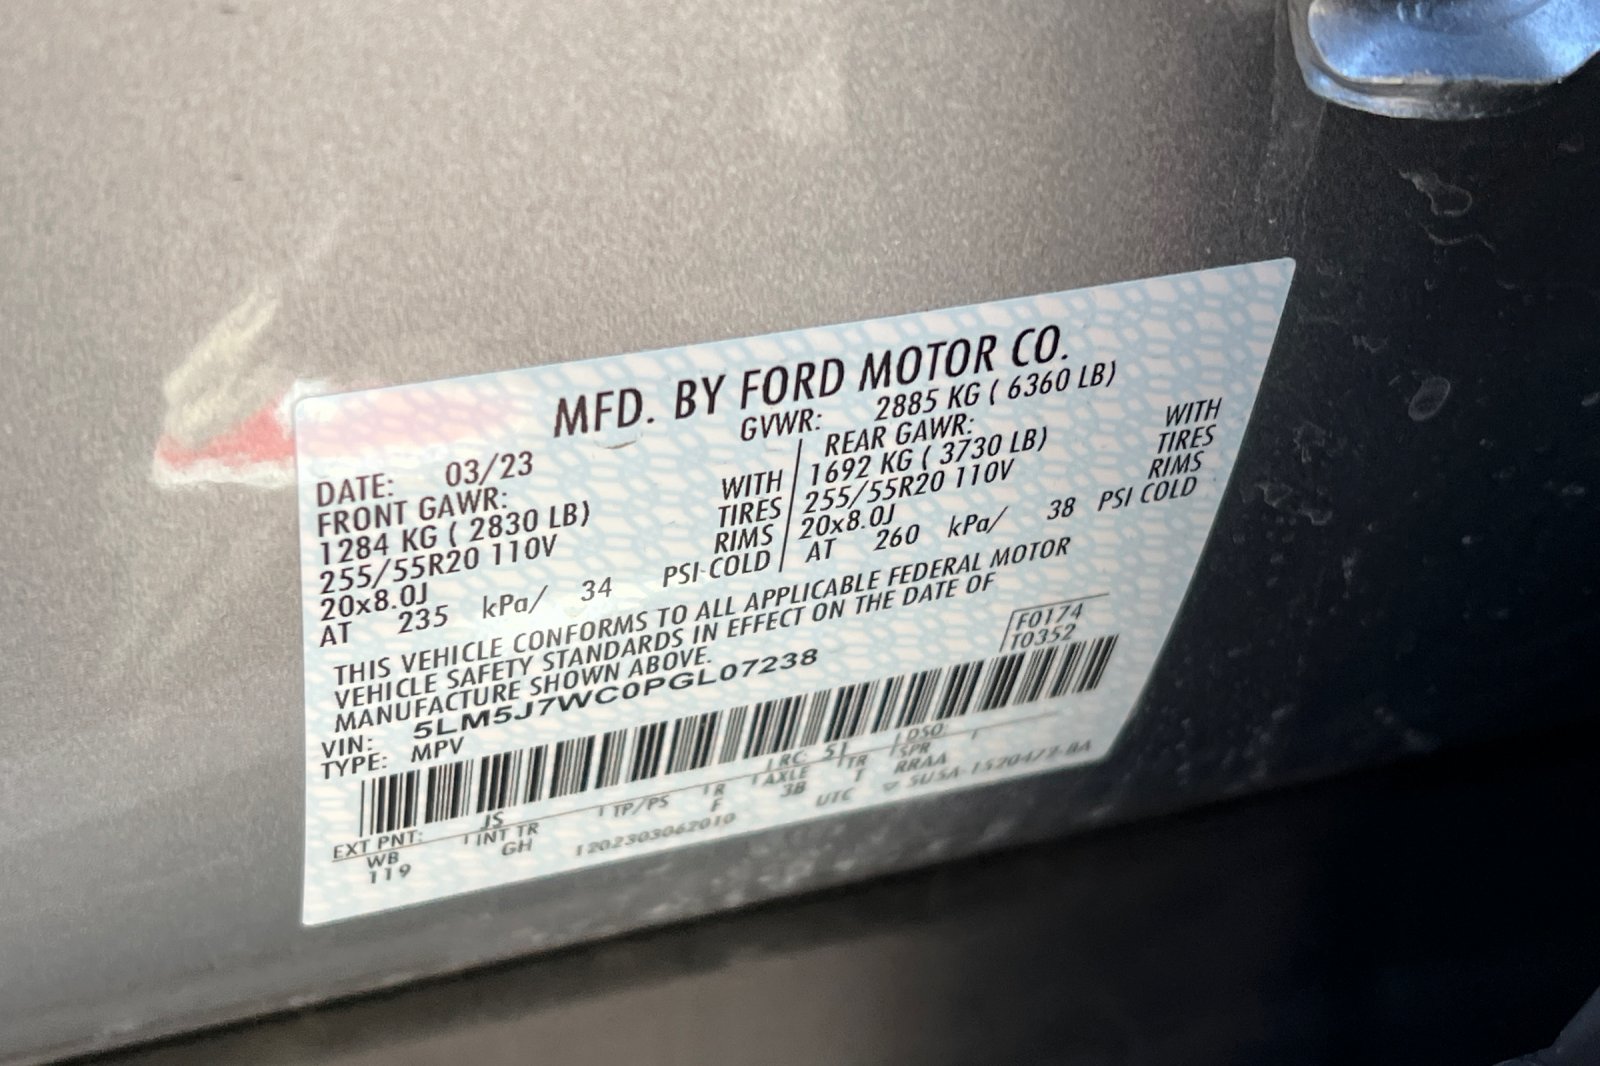 MFD. BY FORD MOTOR CO.
DATE: 03/23 GVWR: 2885 KG ( 6360 LB)
FRONT GAWR: REAR GAWR:
1284 KG ( 2830 LB) WITH 1692 KG ( 3730 LB) WITH
255/55R20 110V TIRES 255/55R20 110V TIRES
20x8.0J RIMS 20x8.0J RIMS
AT 235 kPa/ 34 PSI COLD AT 260 kPa/ 38 PSI COLD
THIS VEHICLE CONFORMS TO ALL APPLICABLE FEDERAL MOTOR
VEHICLE SAFETY STANDARDS IN EFFECT ON THE DATE OF
MANUFACTURE SHOWN ABOVE.
F0174
T0352
VIN: 5LM5J7WC0PGL07238
TYPE: MPV
EXT PNT: JS RC: 51 DSO:
WB INT TR TP/PS R AXLE TR SPR
119 GH F 3B T RRAA
1202303062010 UTC